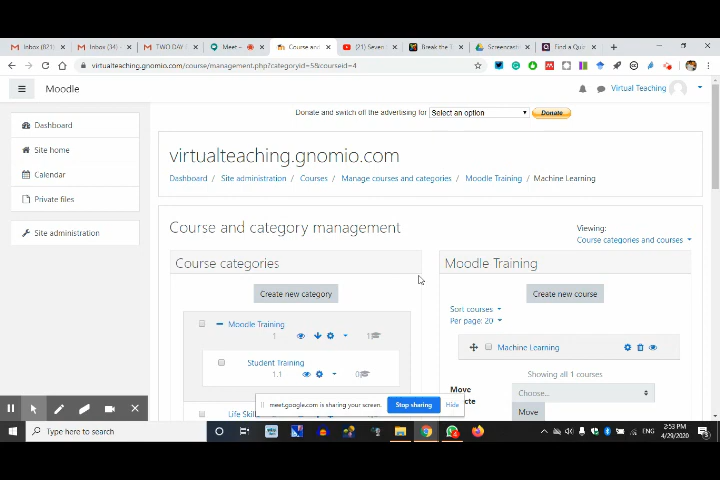 Inbox (821)
Inbox (34) -
TWO DAY
Meet –
Course and
(21) Seven
Break the
Screencast
Find a Quiz
virtualteaching.gnomio.com/course/management.php?categoryid=5&courseid=4
Moodle
Virtual Teaching
Donate and switch off the advertising for
Select an option
Donate
Dashboard
Site home
Calendar
Private files
Site administration
virtualteaching.gnomio.com
Dashboard / Site administration / Courses / Manage courses and categories / Moodle Training / Machine Learning
Course and category management
Viewing:
Course categories and courses
Course categories
Moodle Training
Create new category
Create new course
Moodle Training
1
1
Student Training
1.1
0
Life Skill
Sort courses
Per page: 20
Machine Learning
Showing all 1 courses
Move
Choose...
Move
meet.google.com is sharing your screen.
Stop sharing
Hide
Type here to search
ENG
2:53 PM
4/29/2020